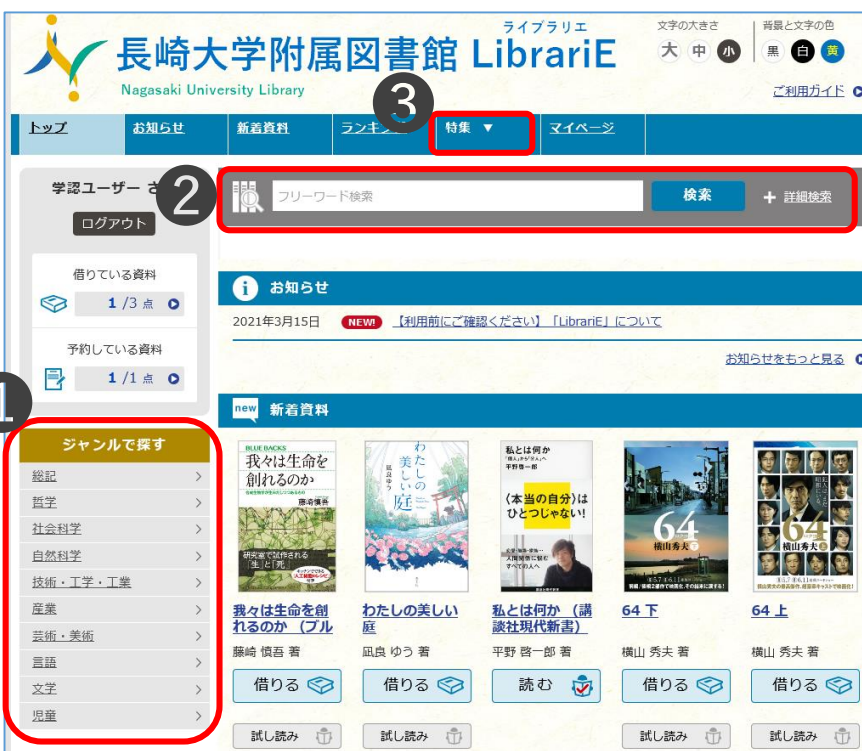 ライブラリエ
長崎大学附属図書館 LibrariE
Nagasaki University Library
文字の大きさ
大 中 小
背景と文字の色
黒 白 黄
ご利用ガイド
3
トップ お知らせ 新着資料 特集 ▼ マイページ
2
学認ユーザー さ
ログアウト
借りている資料
1 /3 点
予約している資料
1 /1 点
1
ジャンルで探す
総記
哲学
社会科学
自然科学
技術・工学・工業
産業
芸術・美術
言語
文学
児童
フリーワード検索 検索 + 詳細検索
お知らせ
2021年3月15日 NEW! 【利用前にご確認ください】「LibrariE」について
お知らせをもっと見る
new 新着資料
BLUE BACKS
我々は生命を
創れるのか
藤崎慎吾
研究室で試作される
「生」と「死」
わたしの
美しい
庭
凪良ゆう
私とは何か
「個人」から「分人」へ
平野啓一郎
〈本当の自分〉は
ひとつじゃない!
64
横山秀夫 下
64
横山秀夫 上
我々は生命を創
れるのか (ブル
藤崎 慎吾 著
借りる
試し読み
わたしの美しい
庭
凪良 ゆう 著
借りる
試し読み
私とは何か (講
談社現代新書)
平野 啓一郎 著
読む
64 下
横山 秀夫 著
借りる
試し読み
64 上
横山 秀夫 著
借りる
試し読み